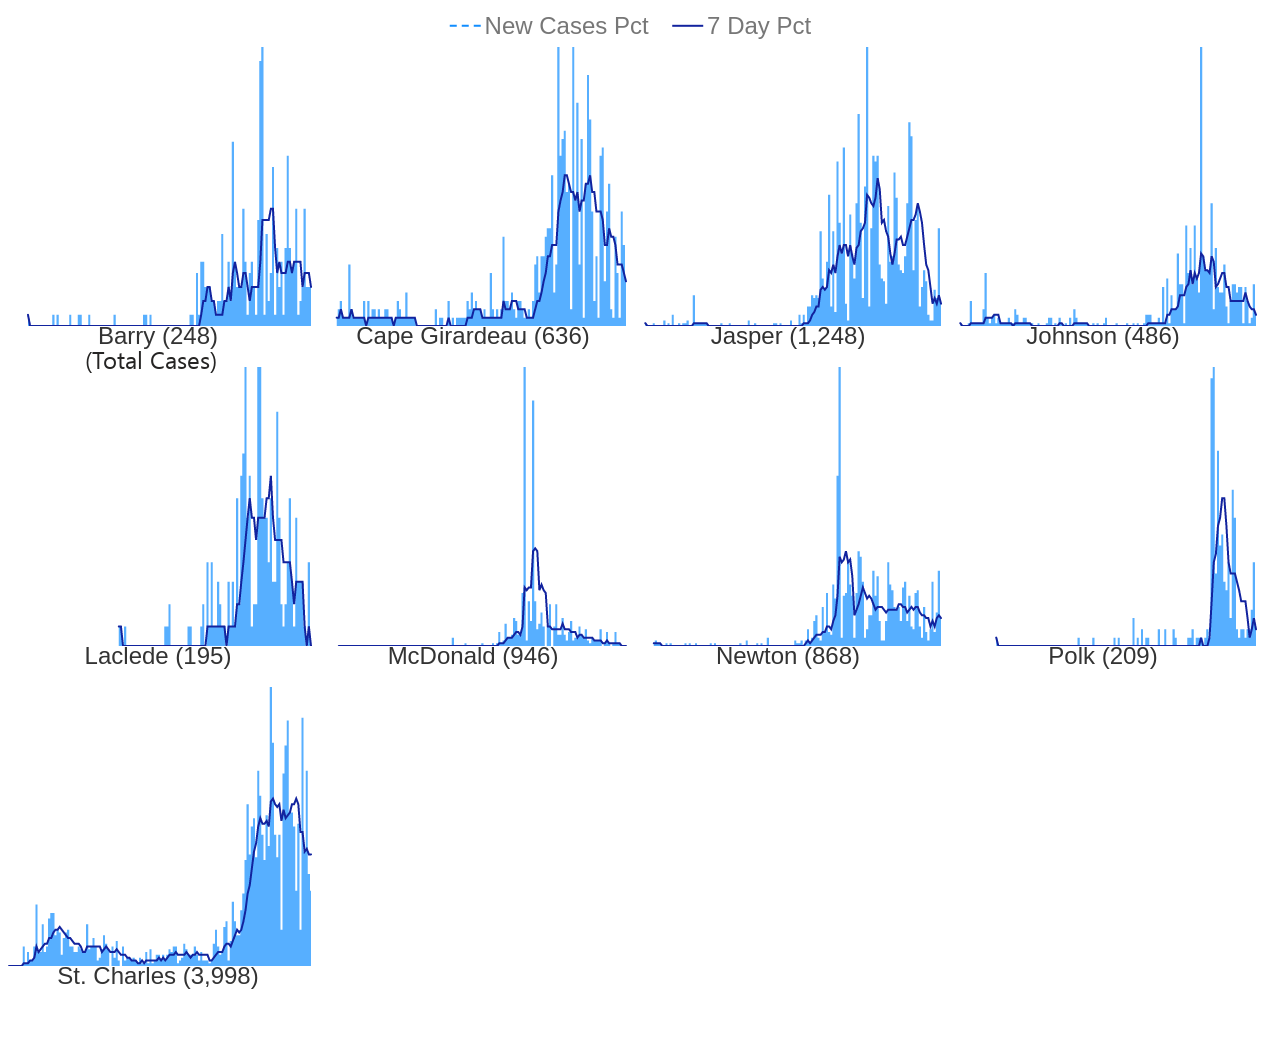 New Cases Pct 7 Day Pct
Barry (248) Cape Girardeau (636) Jasper (1,248) Johnson (486)
(Total Cases)
Laclede (195) McDonald (946) Newton (868) Polk (209)
St. Charles (3,998)